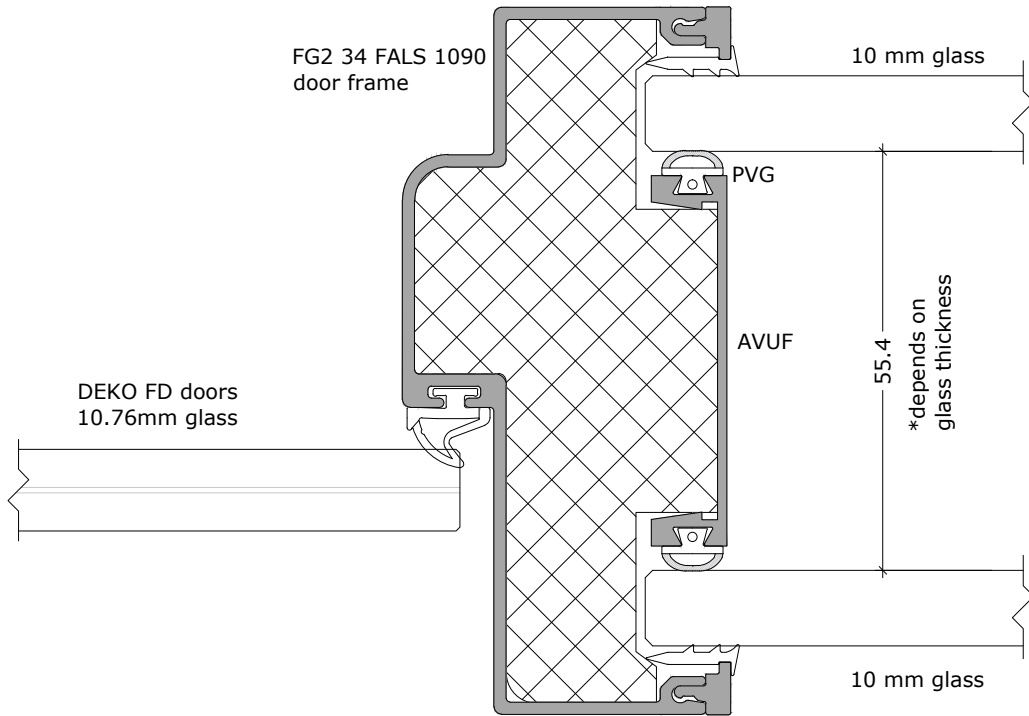 FG2 34 FALS 1090
door frame
10 mm glass
PVG
AVUF
55.4
*depends on
glass thickness
DEKO FD doors
10.76mm glass
10 mm glass